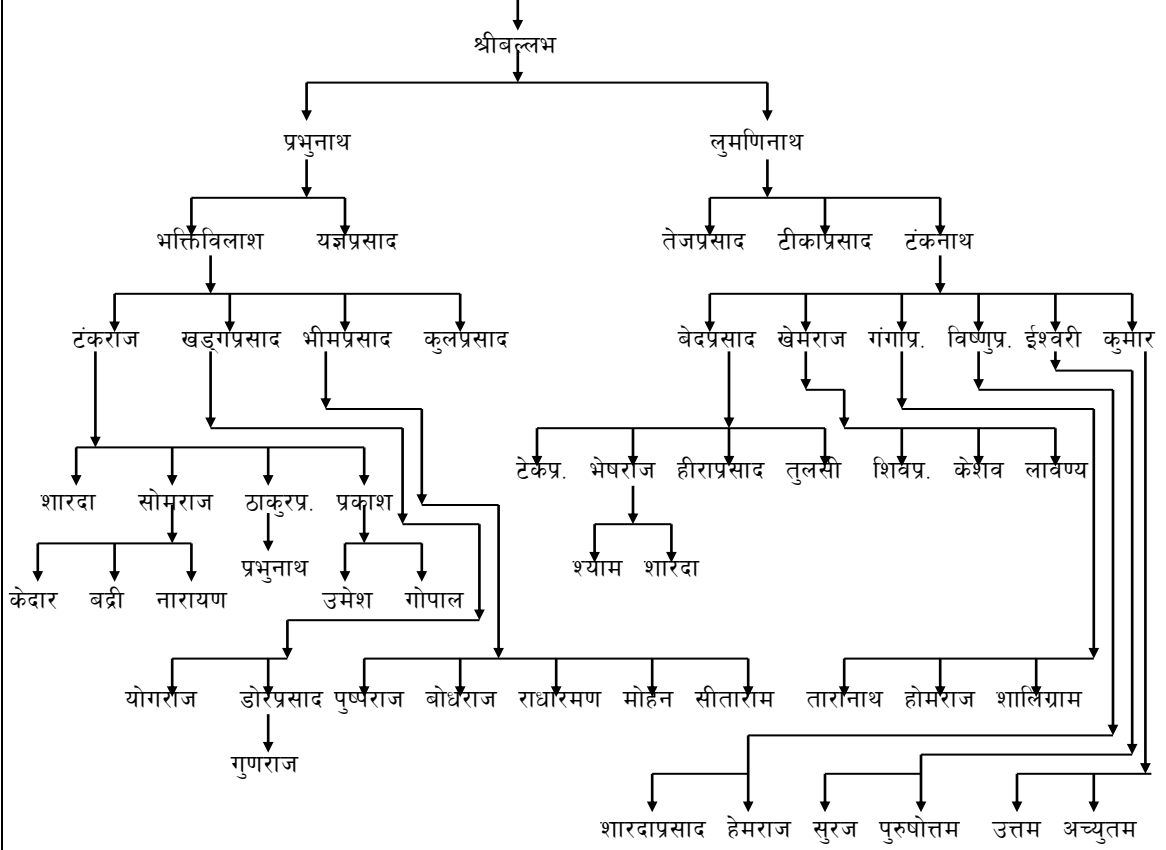 श्रीबल्लभ
प्रभुनाथ लुमणिनाथ
भक्तिविलाश यज्ञप्रसाद तेजप्रसाद टीकाप्रसाद टंकनाथ
टंकराज खड्गप्रसाद भीमप्रसाद कुलप्रसाद बेदप्रसाद खेमराज गंगाप्र. विष्णुप्र. ईश्वरी कुमार
टेकप्र. भेषराज हीराप्रसाद तुलसी शिवप्र. केशव लावण्य
शारदा सोमराज ठाकुरप्र. प्रकाश
प्रभुनाथ श्याम शारदा
केदार बद्री नारायण उमेश गोपाल
योगराज डोरप्रसाद पुष्पराज बोधराज राधारमण मोहन सीताराम तारानाथ होमराज शालिग्राम
गुणराज
शारदाप्रसाद हेमराज सुरज पुरुषोत्तम उत्तम अच्युतम